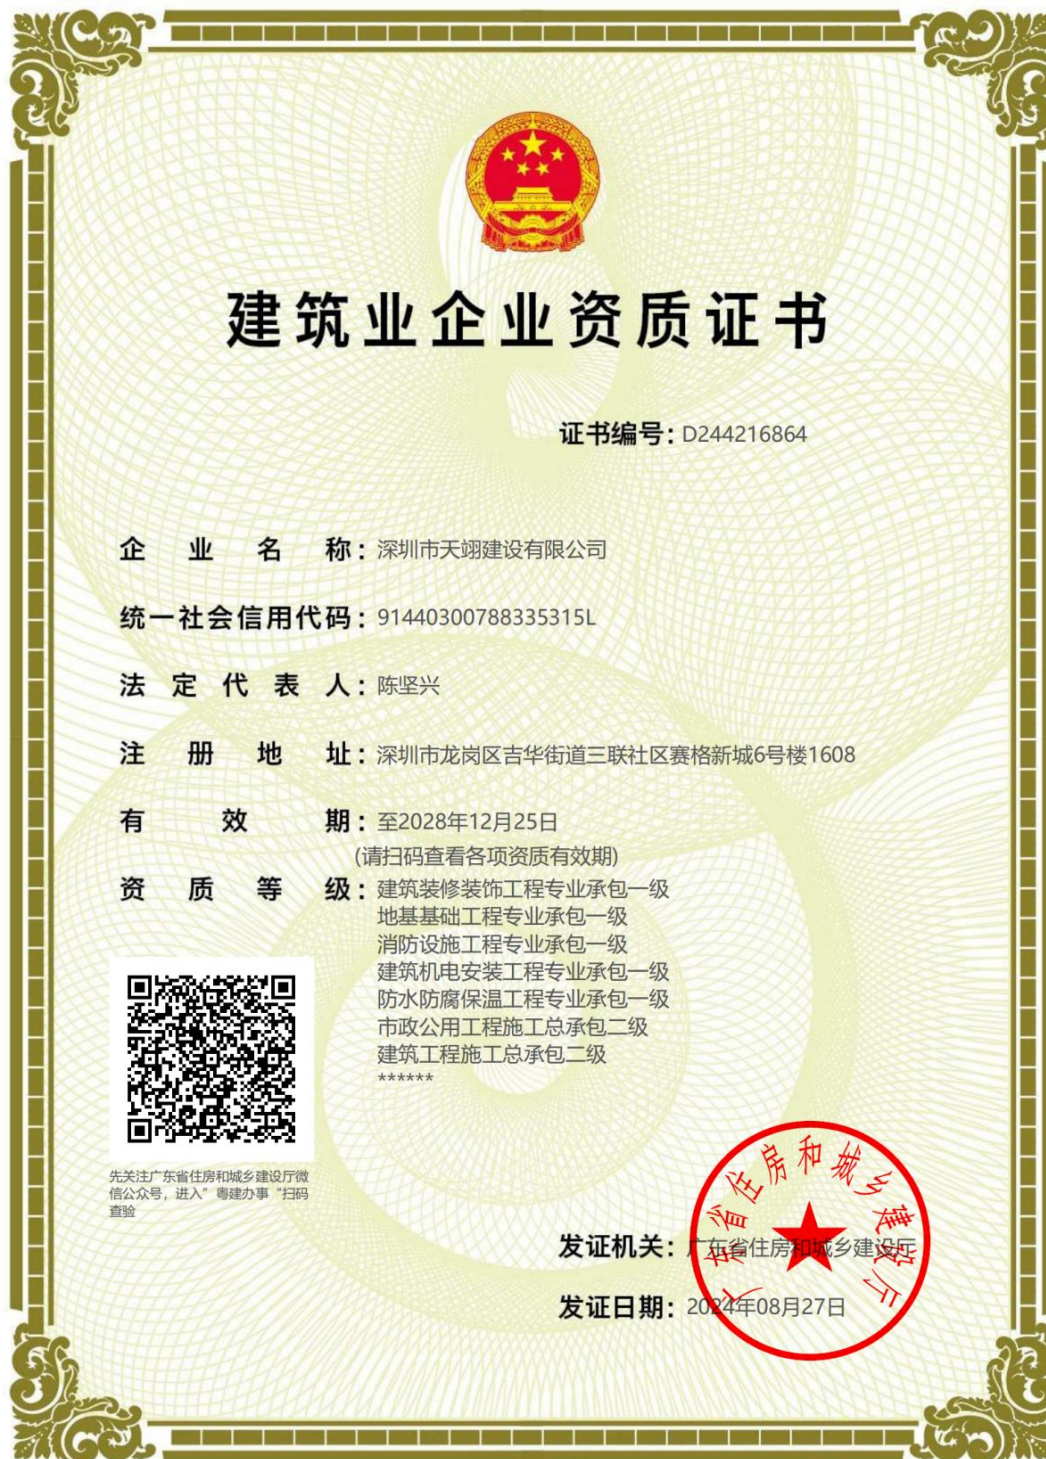 建筑业企业资质证书
证书编号：D244216864
企业名称：深圳市天翊建设有限公司
统一社会信用代码：91440300788335315L
法定代表人：陈坚兴
注册地址：深圳市龙岗区吉华街道三联社区赛格新城6号楼1608
有效期：至2028年12月25日
(请扫码查看各项资质有效期)
资质等级：建筑装修装饰工程专业承包一级
地基基础工程专业承包一级
消防设施工程专业承包一级
建筑机电安装工程专业承包一级
防水防腐保温工程专业承包一级
市政公用工程施工总承包二级
建筑工程施工总承包二级
******
先关注广东省住房和城乡建设厅微
信公众号，进入”粤建办事“扫码
查验
发证机关：广东省住房和城乡建设厅
发证日期：2024年08月27日
广东省住房和城乡建设厅